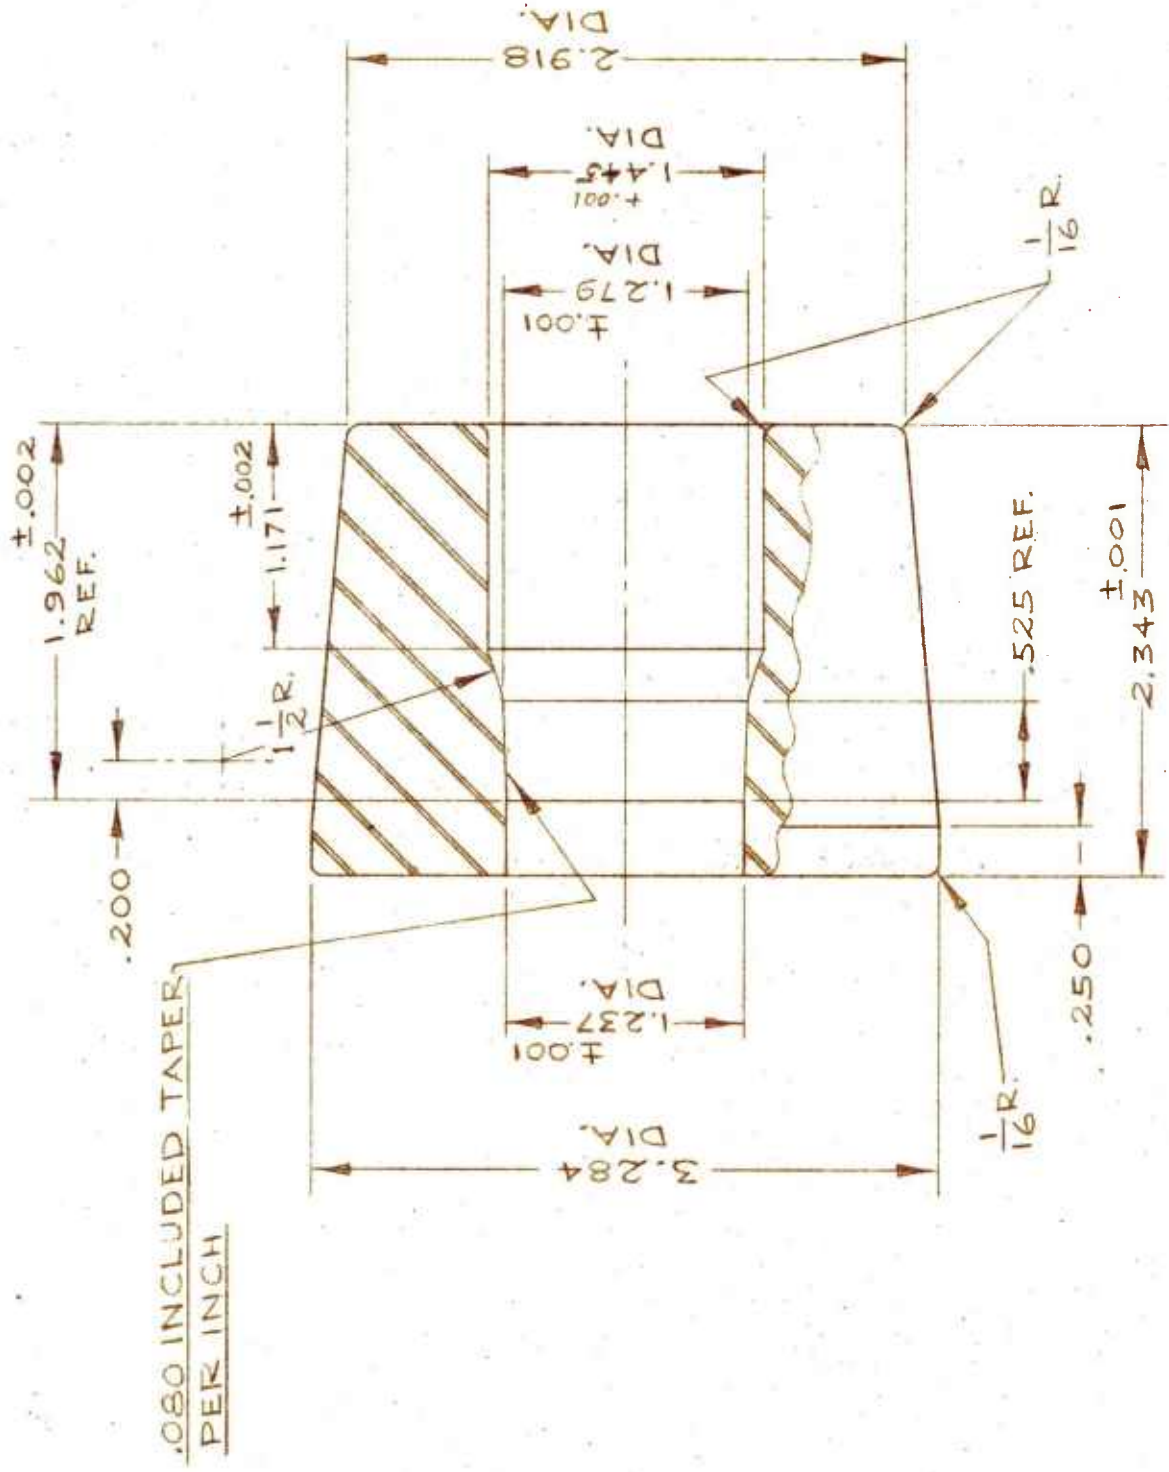 2.918
DIA.
+.001
1.445
DIA.
±.001
1.279
DIA.
±.002
1.962
REF.
±.002
1.171
1 1/2 R.
.200
1/16 R.
.525 REF.
±.001
2.343
.250
1/16 R.
±.001
1.237
DIA.
3.284
DIA.
.080 INCLUDED TAPER
PER INCH